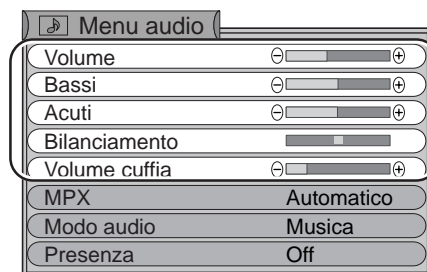 Menu audio
Volume
Bassi
Acuti
Bilanciamento
Volume cuffia
MPX Automatico
Modo audio Musica
Presenza Off